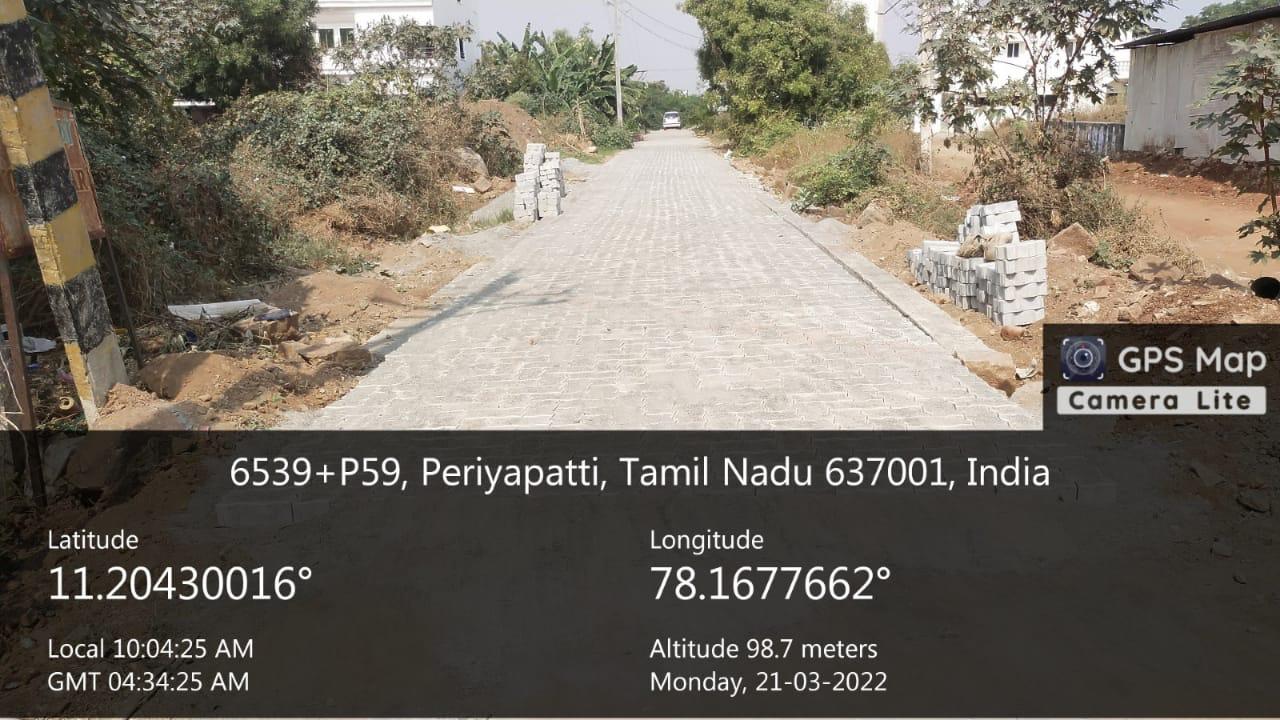 GPS Map
Camera Lite
6539+P59, Periyapatti, Tamil Nadu 637001, India
Latitude
11.20430016°
Longitude
78.1677662°
Local 10:04:25 AM
GMT 04:34:25 AM
Altitude 98.7 meters
Monday, 21-03-2022